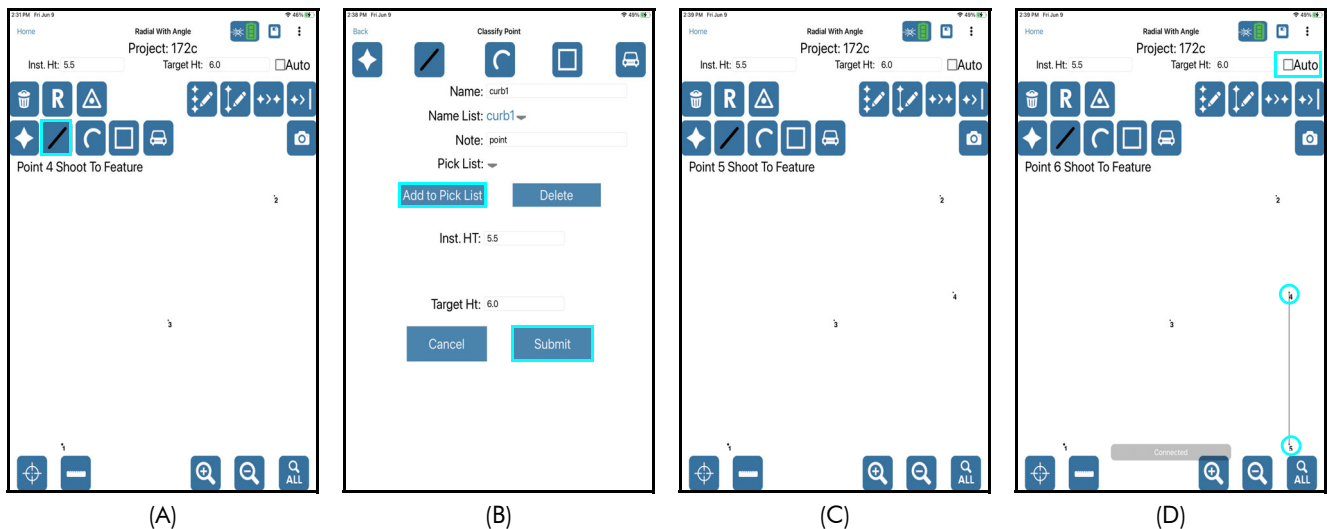 2:31 PM Fri Jun 9 46%
Home Radial With Angle
Project: 172c
Inst. Ht: 5.5 Target Ht: 6.0 Auto
R
Point 4 Shoot To Feature
2
3
1
ALL
(A)
2:38 PM Fri Jun 9 49%
Back Classify Point
Name: curb1
Name List: curb1
Note: point
Pick List:
Add to Pick List Delete
Inst. HT: 5.5
Target Ht: 6.0
Cancel Submit
(B)
2:39 PM Fri Jun 9 49%
Home Radial With Angle
Project: 172c
Inst. Ht: 5.5 Target Ht: 6.0 Auto
R
Point 5 Shoot To Feature
2
4
3
1
ALL
(C)
2:39 PM Fri Jun 9 49%
Home Radial With Angle
Project: 172c
Inst. Ht: 5.5 Target Ht: 6.0 Auto
R
Point 6 Shoot To Feature
2
4
3
1 5
Connected
ALL
(D)